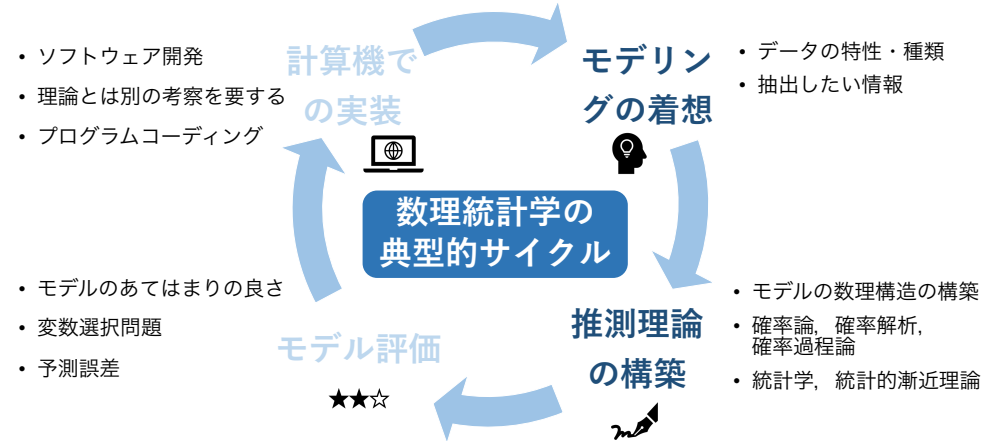 • ソフトウェア開発
• 理論とは別の考察を要する
• プログラムコーディング
計算機で
の実装
モデリン
グの着想
• データの特性・種類
• 抽出したい情報
数理統計学の
典型的サイクル
• モデルのあてはまりの良さ
• 変数選択問題
• 予測誤差
モデル評価
★★☆
推測理論
の構築
• モデルの数理構造の構築
• 確率論，確率解析，
確率過程論
• 統計学，統計的漸近理論